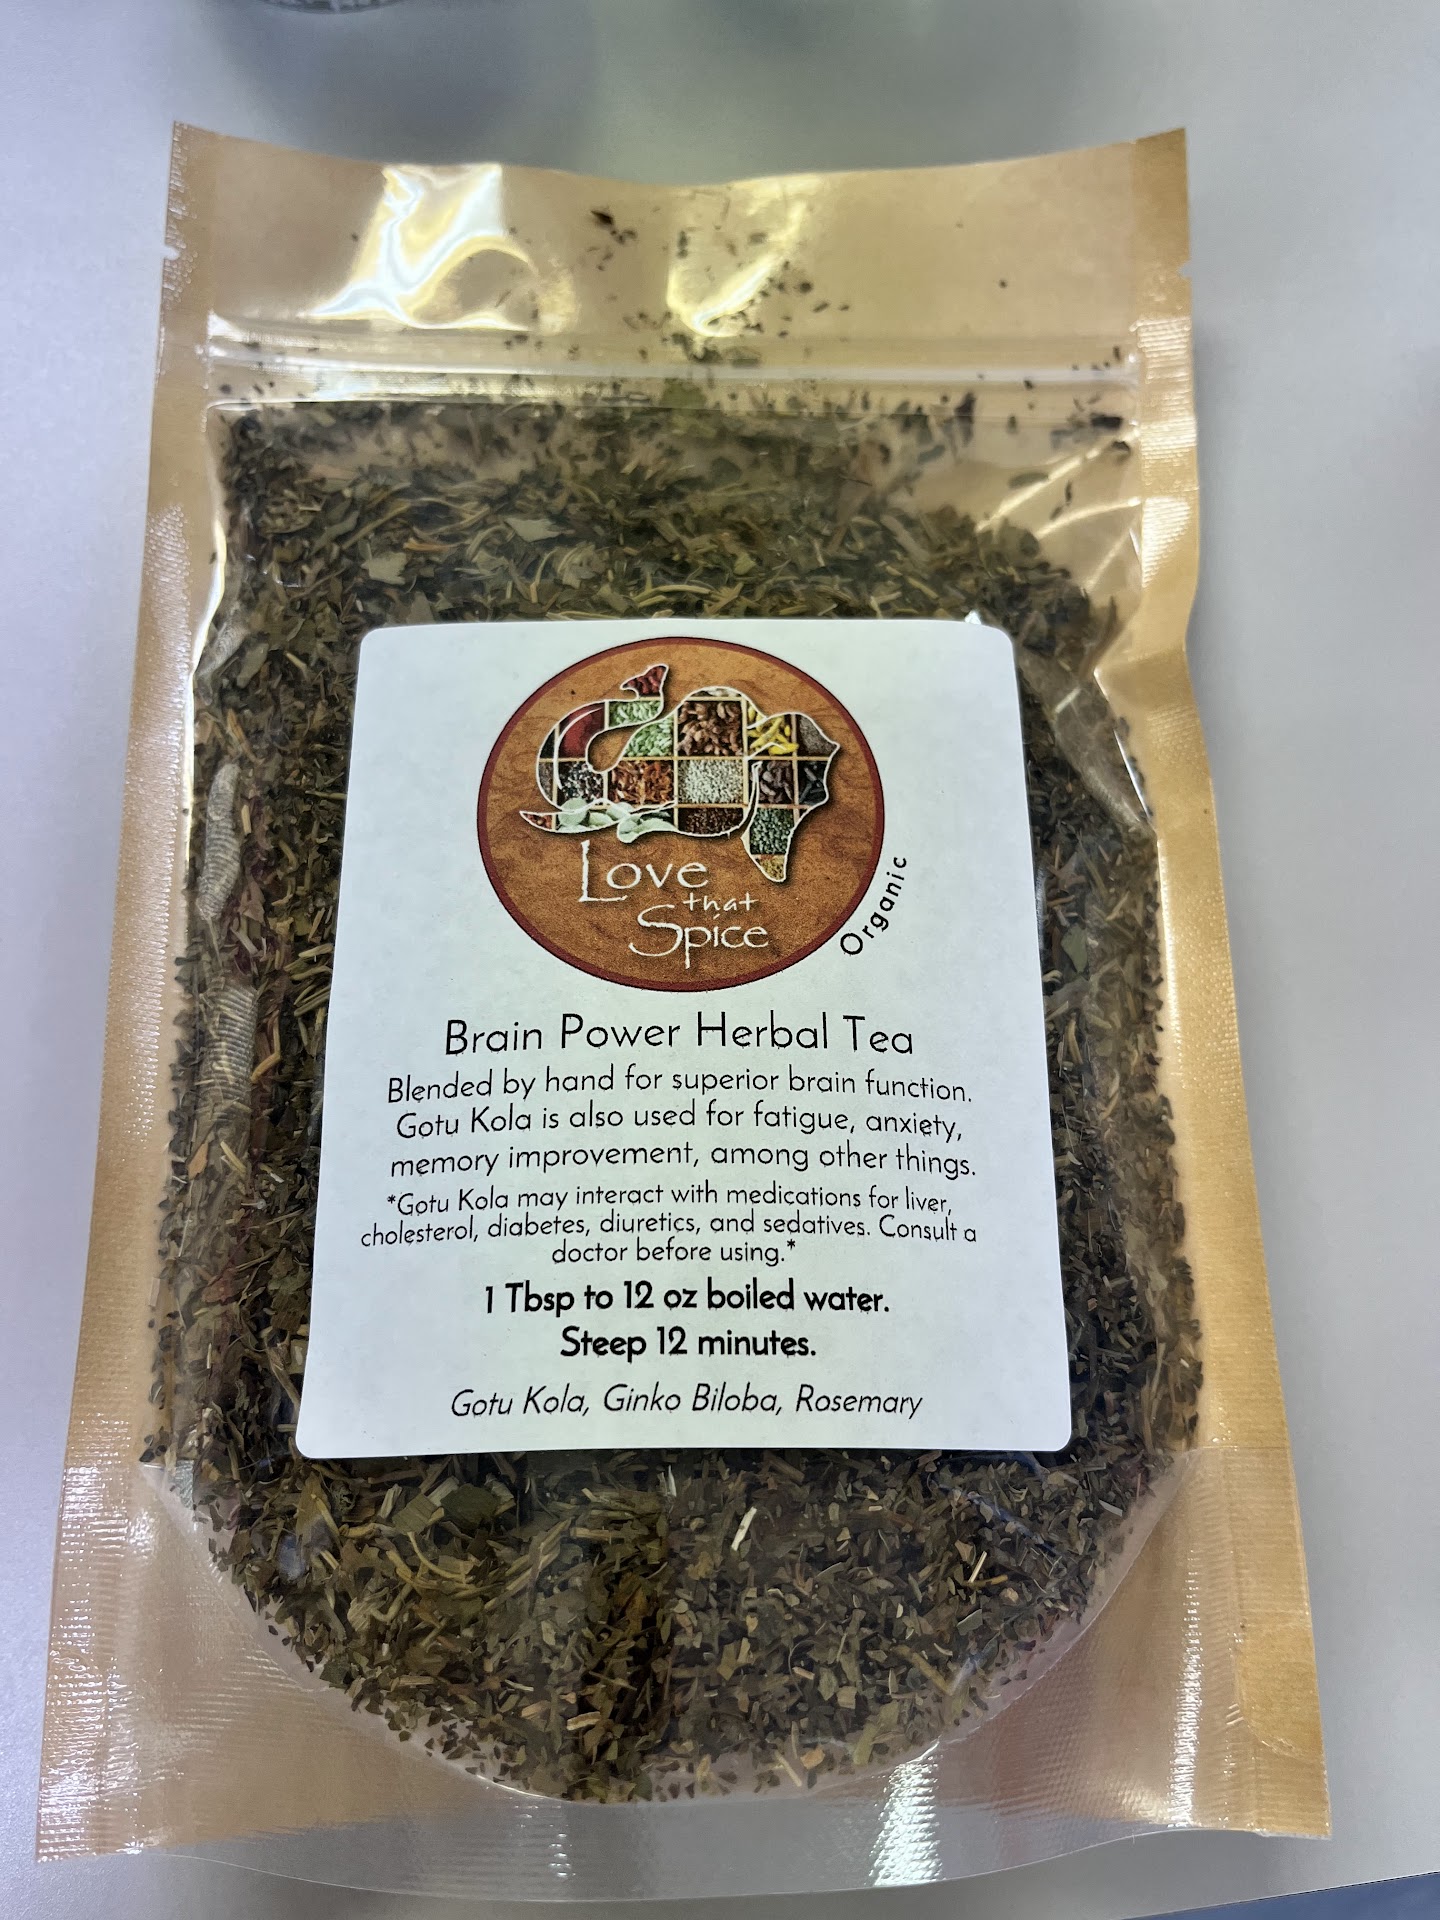 Love
that
Spice
Organic
Brain Power Herbal Tea
Blended by hand for superior brain function.
Gotu Kola is also used for fatigue, anxiety,
memory improvement, among other things.
*Gotu Kola may interact with medications for liver,
cholesterol, diabetes, diuretics, and sedatives. Consult a
doctor before using.*
1 Tbsp to 12 oz boiled water.
Steep 12 minutes.
Gotu Kola, Ginko Biloba, Rosemary